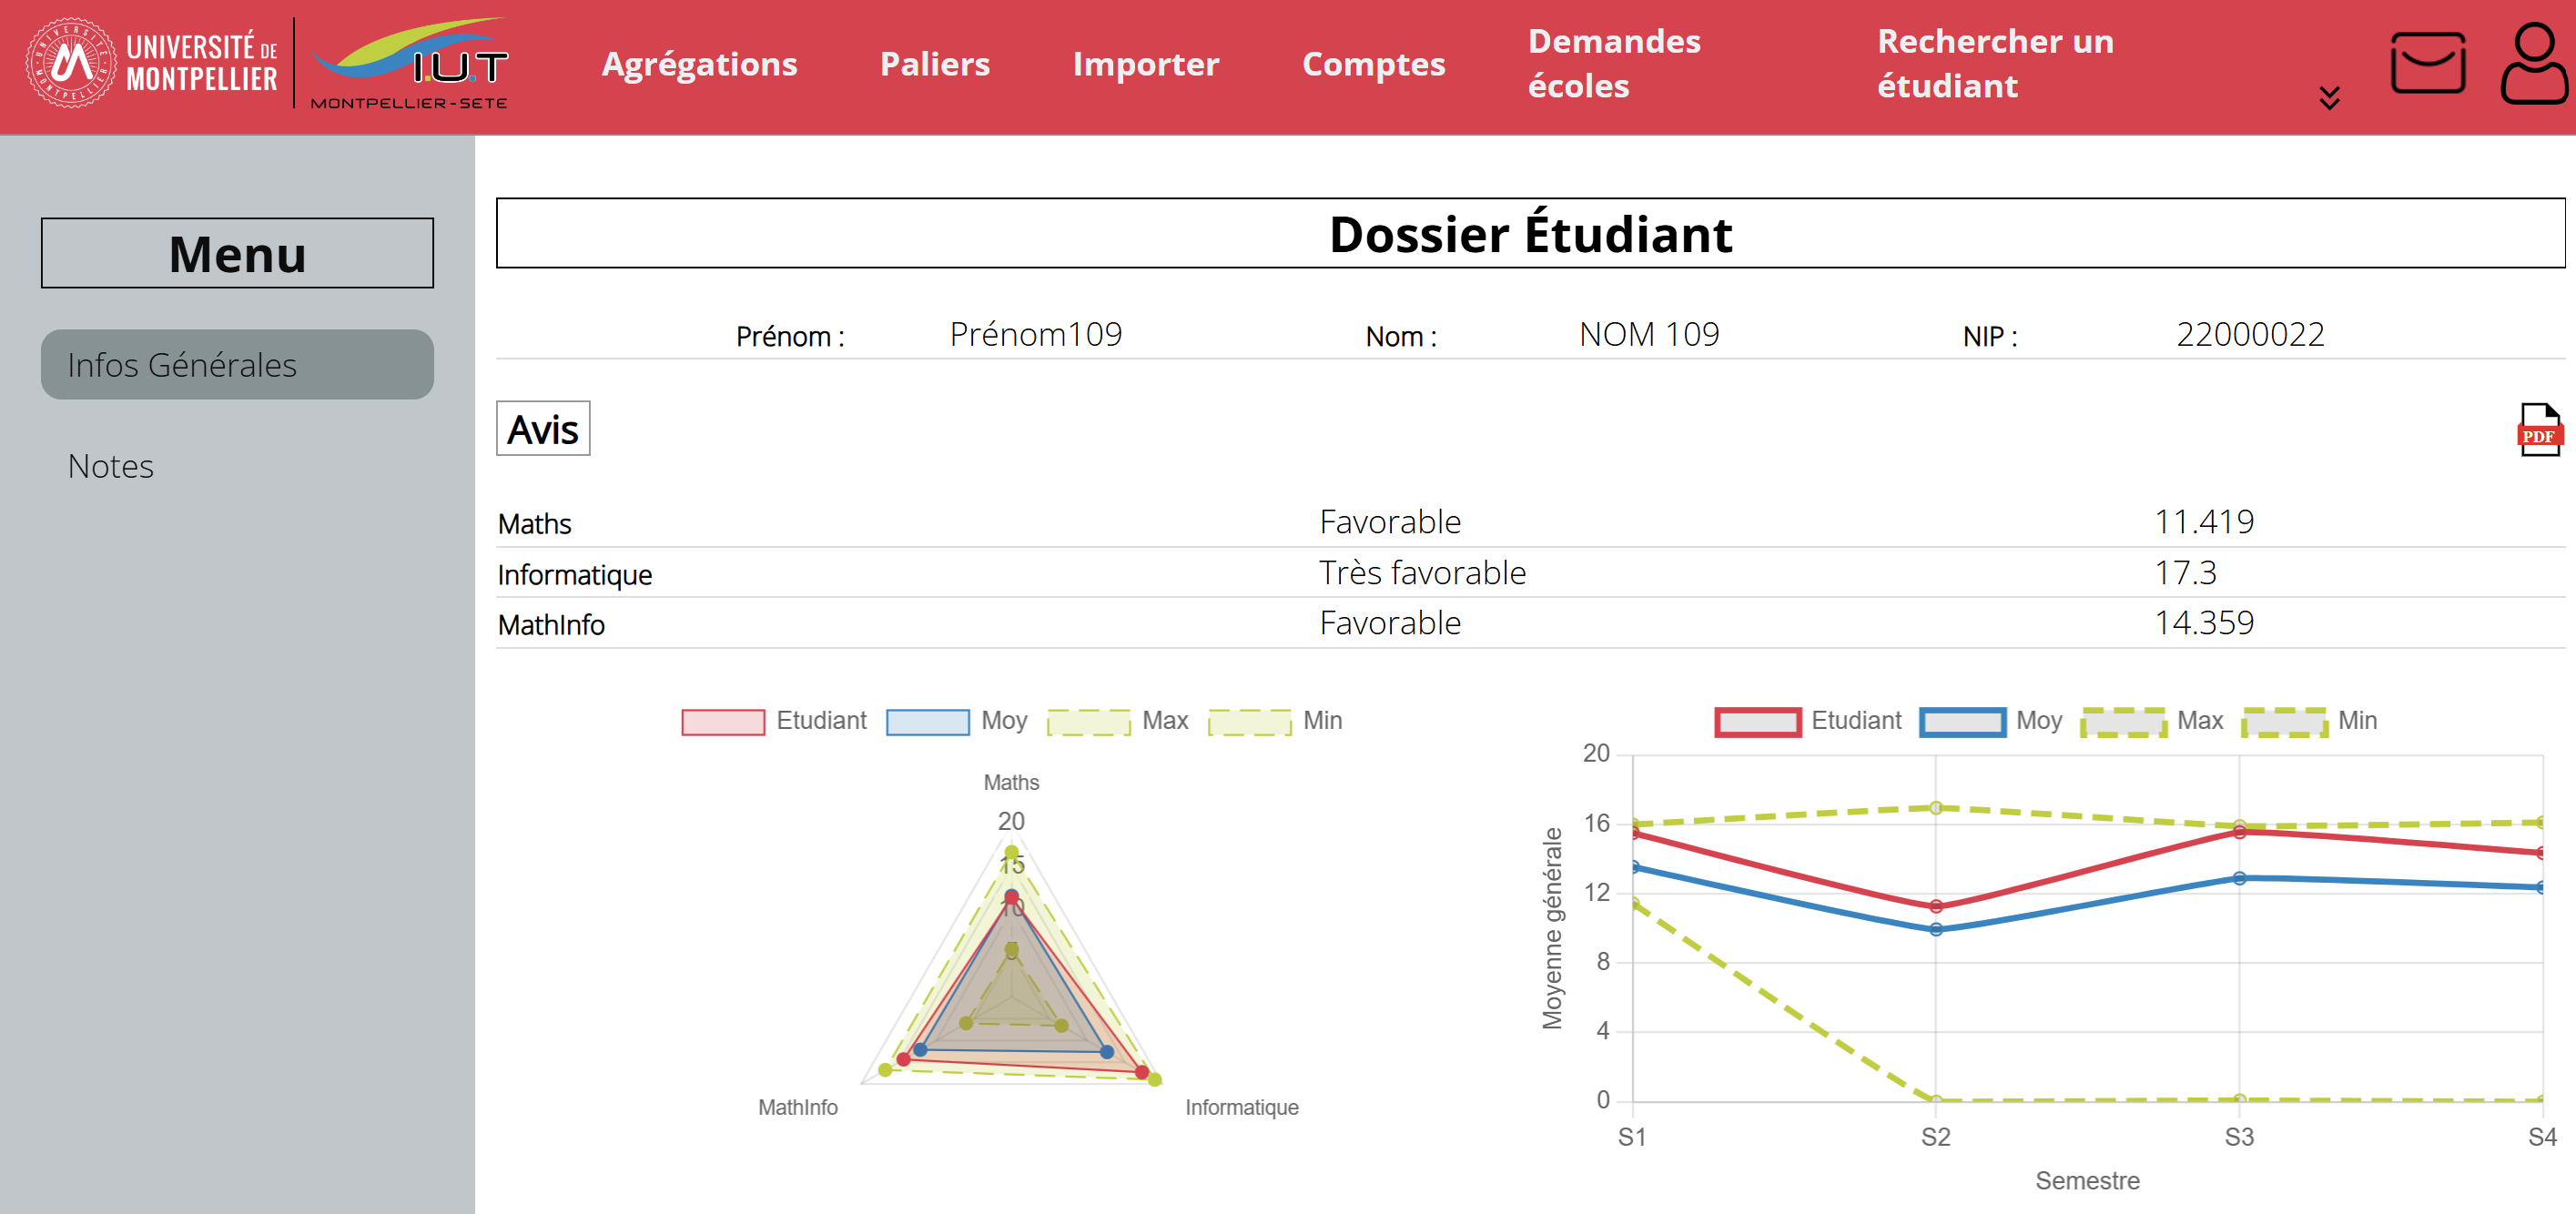 UNIVERSITÉ DE
MONTPELLIER
I.U.T
MONTPELLIER-SETE
Agrégations
Paliers
Importer
Comptes
Demandes
écoles
Rechercher un
étudiant
Menu
Infos Générales
Notes
Dossier Étudiant
Prénom : Prénom109 Nom : NOM 109 NIP : 22000022
Avis
PDF
Maths Favorable 11.419
Informatique Très favorable 17.3
MathInfo Favorable 14.359
Etudiant Moy Max Min
Maths
20
15
10
5
MathInfo
Informatique
Etudiant Moy Max Min
20
16
12
8
4
0
Moyenne générale
S1 S2 S3 S4
Semestre